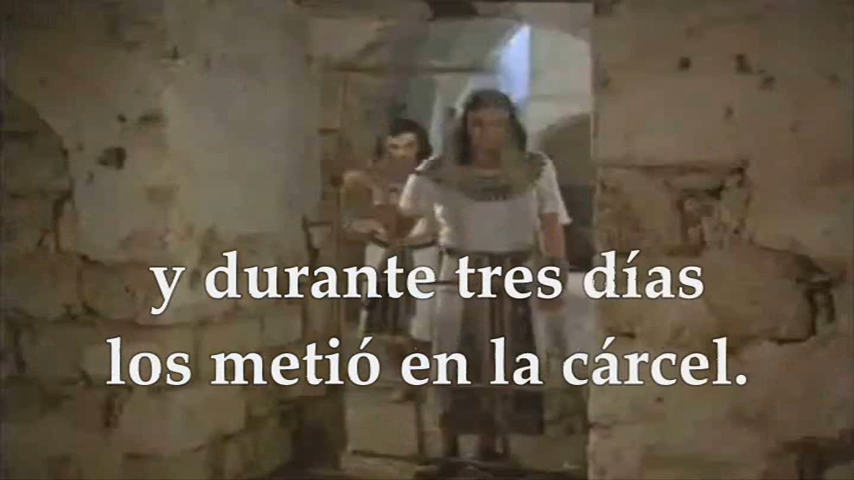 y durante tres días
los metió en la cárcel.